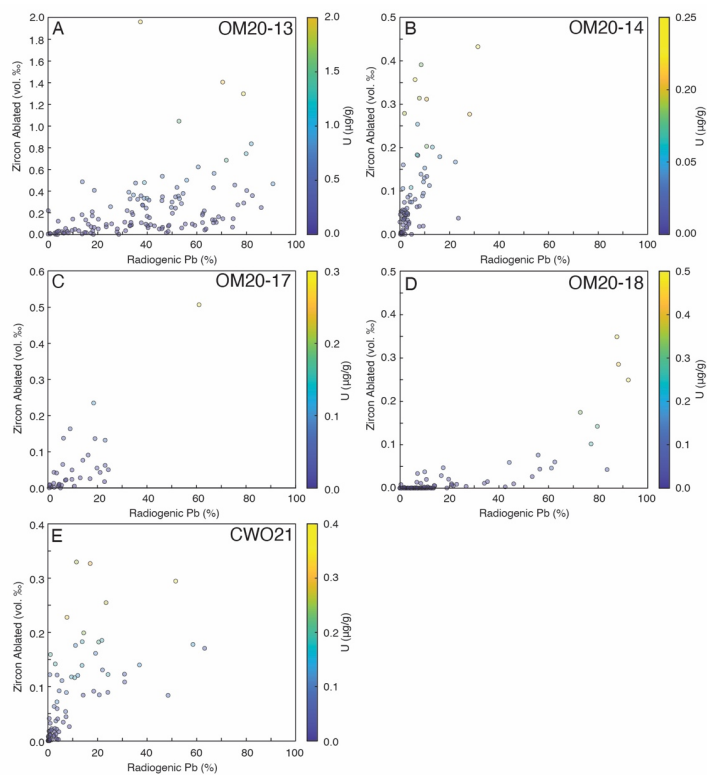 A
OM20-13
Zircon Ablated (vol. ‰)
2.0
1.8
1.6
1.4
1.2
1.0
0.8
0.6
0.4
0.2
0.0
0 20 40 60 80 100
Radiogenic Pb (%)
2.0
1.5
1.0
0.5
0.0
U (µg/g)
B
OM20-14
Zircon Ablated (vol. ‰)
0.5
0.4
0.3
0.2
0.1
0.0
0 20 40 60 80 100
Radiogenic Pb (%)
0.25
0.20
0.05
0.00
U (µg/g)
C
OM20-17
Zircon Ablated (vol. ‰)
0.6
0.5
0.4
0.3
0.2
0.1
0.0
0 20 40 60 80 100
Radiogenic Pb (%)
0.3
0.2
0.1
0.0
U (µg/g)
D
OM20-18
Zircon Ablated (vol. ‰)
0.5
0.4
0.3
0.2
0.1
0.0
0 20 40 60 80 100
Radiogenic Pb (%)
0.5
0.4
0.3
0.2
0.1
0.0
U (µg/g)
E
CWO21
Zircon Ablated (vol. ‰)
0.4
0.3
0.2
0.1
0.0
0 20 40 60 80 100
Radiogenic Pb (%)
0.4
0.3
0.2
0.1
0.0
U (µg/g)